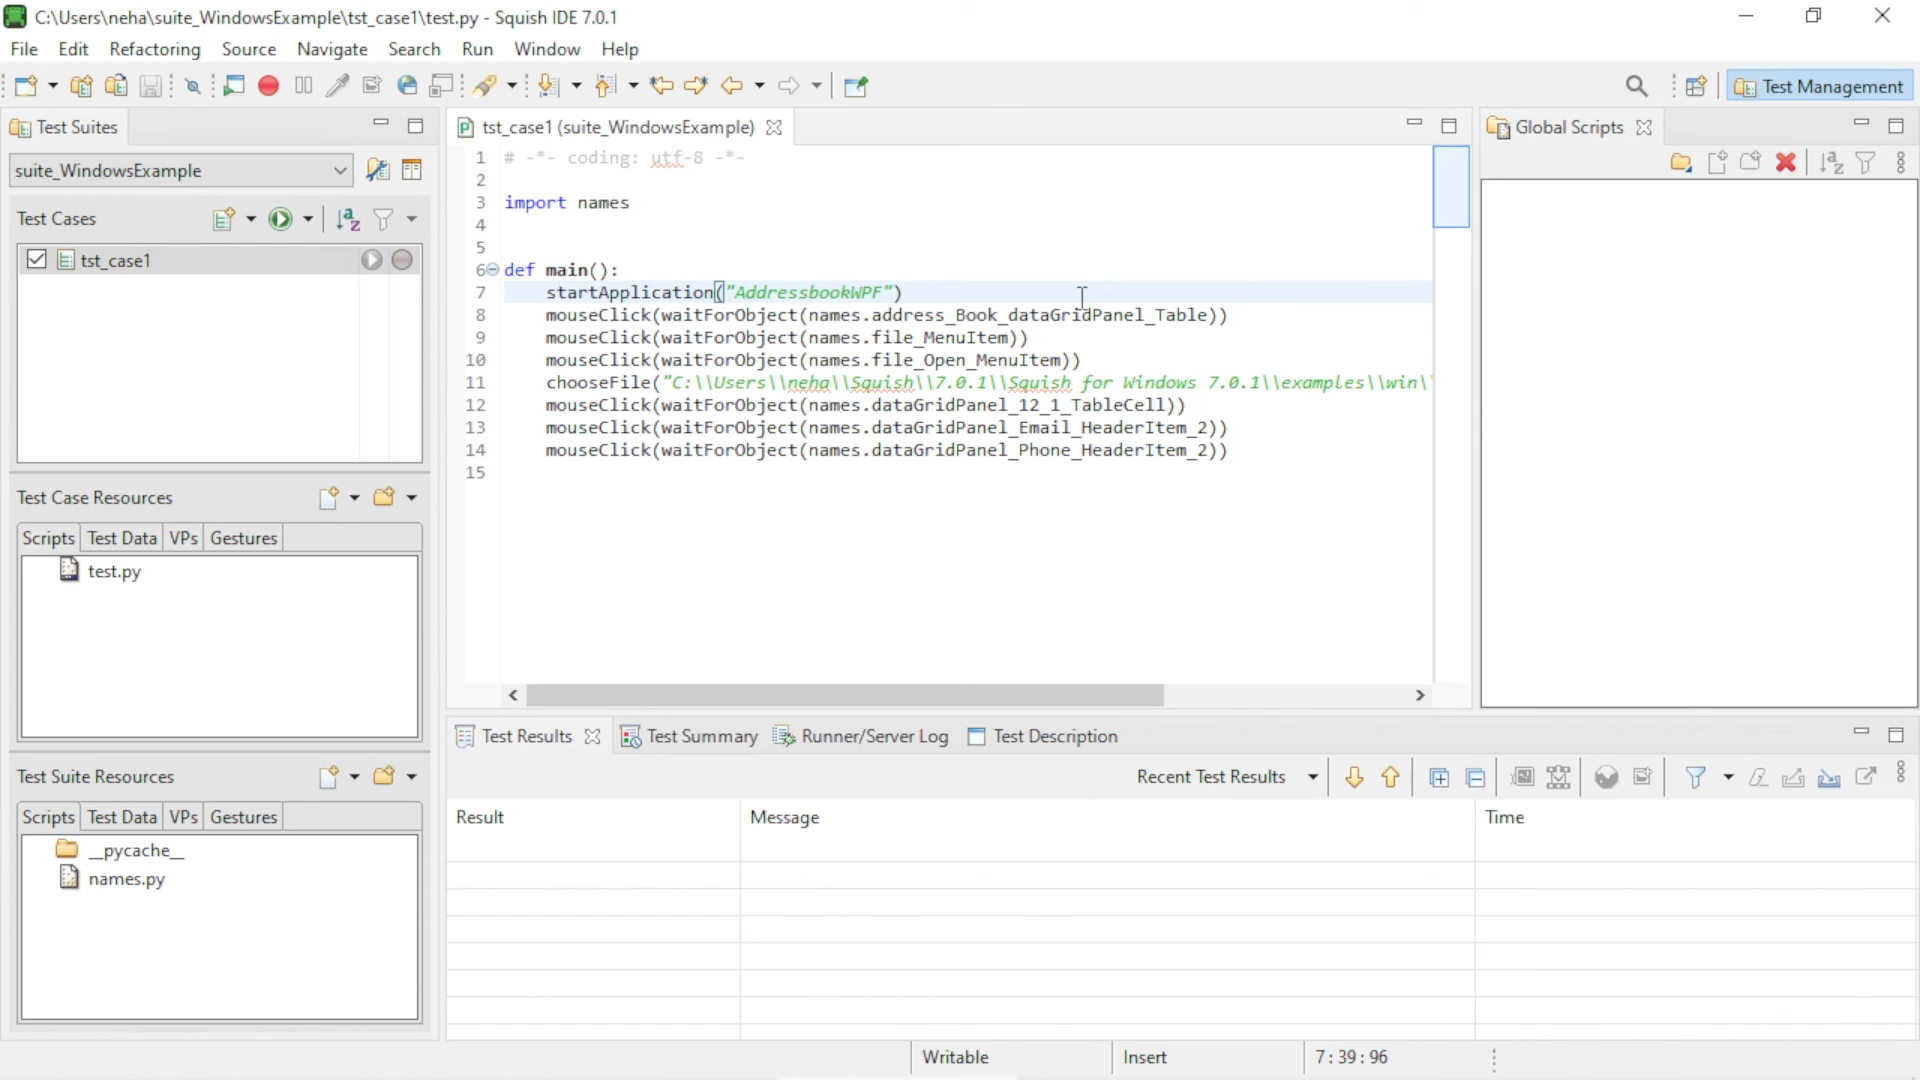 C:\Users\neha\suite_WindowsExample\tst_case1\test.py - Squish IDE 7.0.1
File Edit Refactoring Source Navigate Search Run Window Help
Test Management
Test Suites
suite_WindowsExample
Test Cases
tst_case1
Test Case Resources
Scripts Test Data VPs Gestures
test.py
Test Suite Resources
Scripts Test Data VPs Gestures
__pycache__
names.py
tst_case1 (suite_WindowsExample)
1 # -*- coding: utf-8 -*-
2
3 import names
4
5
6 def main():
7 startApplication("AddressbookWPF")
8 mouseClick(waitForObject(names.address_Book_dataGridPanel_Table))
9 mouseClick(waitForObject(names.file_MenuItem))
10 mouseClick(waitForObject(names.file_Open_MenuItem))
11 chooseFile("C:\\Users\\neha\\Squish\\7.0.1\\Squish for Windows 7.0.1\\examples\\win\
12 mouseClick(waitForObject(names.dataGridPanel_12_1_TableCell))
13 mouseClick(waitForObject(names.dataGridPanel_Email_HeaderItem_2))
14 mouseClick(waitForObject(names.dataGridPanel_Phone_HeaderItem_2))
15
Global Scripts
Test Results Test Summary Runner/Server Log Test Description
Recent Test Results
Result Message Time
Writable Insert 7 : 39 : 96